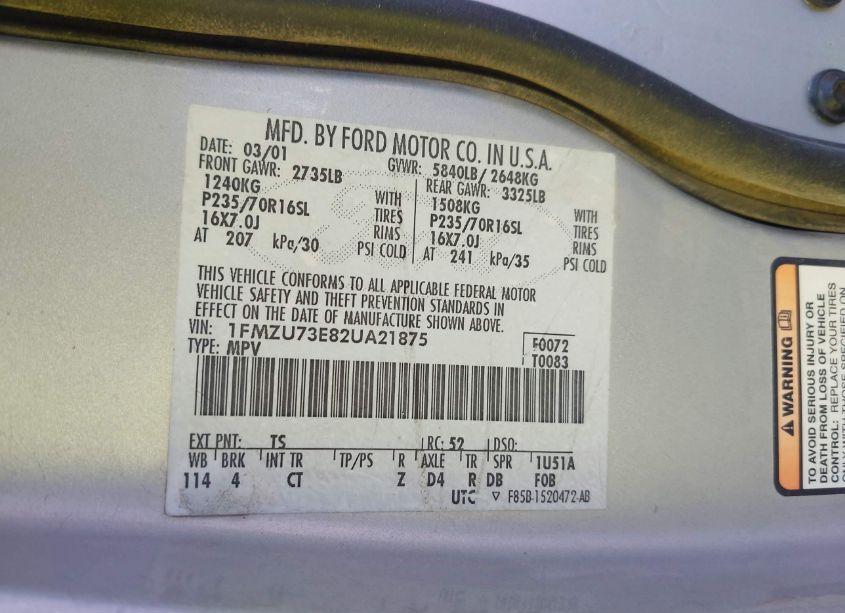 MFD. BY FORD MOTOR CO. IN U.S.A.
DATE: 03/01 GVWR: 5840LB/ 2648KG
FRONT GAWR: 2735LB REAR GAWR: 3325LB
1240KG WITH 1508KG WITH
P235/70R16SL TIRES P235/70R16SL TIRES
16X7.0J RIMS 16X7.0J RIMS
AT 207 kPa/30 PSI COLD AT 241 kPa/35 PSI COLD
THIS VEHICLE CONFORMS TO ALL APPLICABLE FEDERAL MOTOR
VEHICLE SAFETY AND THEFT PREVENTION STANDARDS IN
EFFECT ON THE DATE OF MANUFACTURE SHOWN ABOVE.
VIN: 1FMZU73E82UA21875 F0072
TYPE: MPV T0083
EXT PNT: TS RC: 52 DSO:
WB BRK INT TR TP/PS R AXLE TR SPR 1U51A
114 4 CT Z D4 R DB FOB
UTC ▽ F85B-1520472-AB
WARNING
TO AVOID SERIOUS INJURY OR
DEATH FROM LOSS OF VEHICLE
CONTROL: REPLACE YOUR TIRES
ONLY WITH THOSE SPECIFIED ON